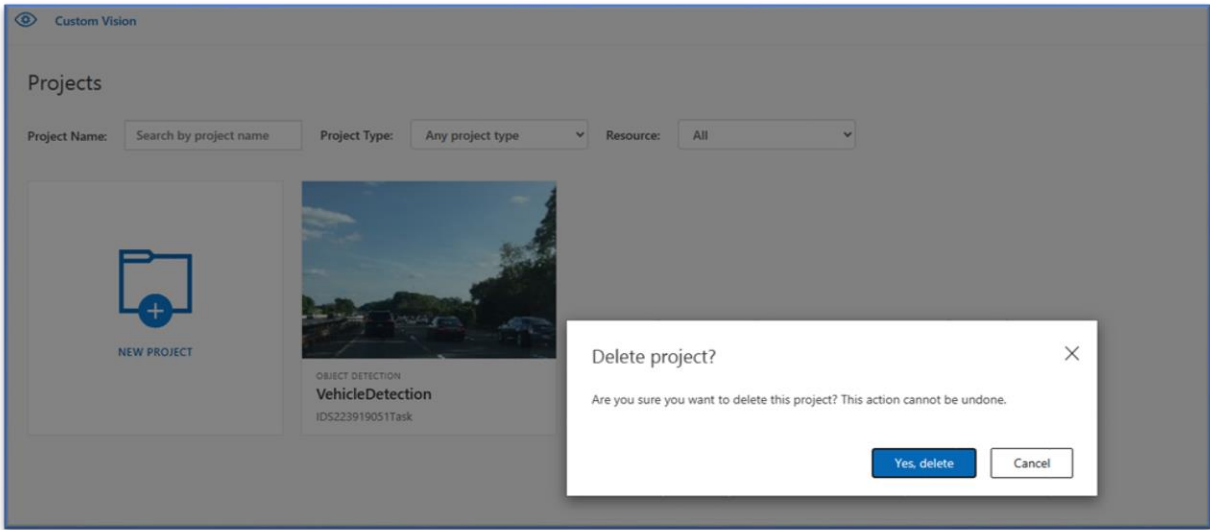 Custom Vision
Projects
Project Name: Search by project name Project Type: Any project type Resource: All
NEW PROJECT
OBJECT DETECTION
VehicleDetection
IDS223919051Task
Delete project?
Are you sure you want to delete this project? This action cannot be undone.
Yes, delete Cancel